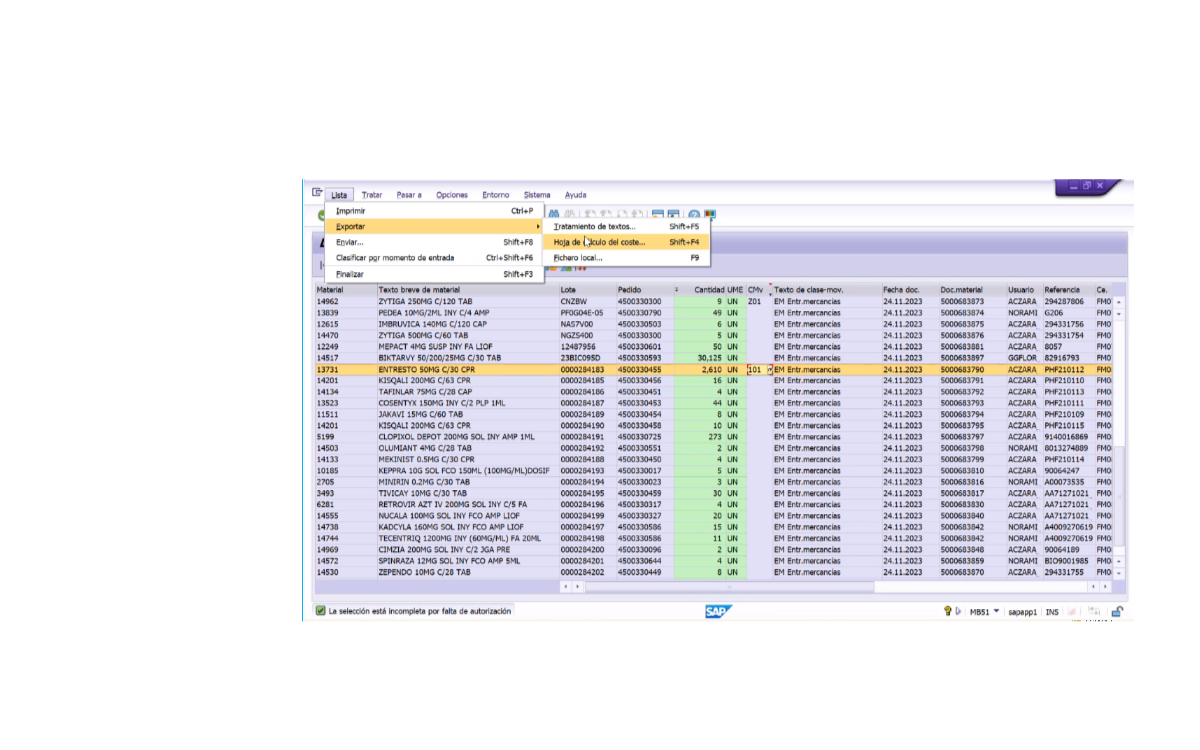 Lista Tratar Pasar a Opciones Entorno Sistema Ayuda
Imprimir Ctrl+P
Exportar Tratamiento de textos... Shift+F5
Enviar... Shift+F8 Hoja de cálculo del coste... Shift+F4
Clasificar por momento de entrada Ctrl+Shift+F6 Fichero local... F9
Finalizar Shift+F3
Material Texto breve de material Lote Pedido Cantidad UME CMv Texto de clase-mov. Fecha doc. Doc.material Usuario Referencia Ce.
14962 ZYTIGA 250MG C/120 TAB CNZBW 4500330300 9 UN Z01 EM Entr.mercancías 24.11.2023 5000683873 ACZARA 294287806 FM0
13839 PEDEA 10MG/2ML INY C/4 AMP PF0G04E-05 4500330790 49 UN EM Entr.mercancías 24.11.2023 5000683874 NORAMI G206 FM0
12615 IMBRUVICA 140MG C/120 CAP NAS7V00 4500330503 6 UN EM Entr.mercancías 24.11.2023 5000683875 ACZARA 294331756 FM0
14470 ZYTIGA 500MG C/60 TAB NGZ5400 4500330300 5 UN EM Entr.mercancías 24.11.2023 5000683876 ACZARA 294331754 FM0
12249 MEPACT 4MG SUSP INY FA LIOF 12487956 4500330601 50 UN EM Entr.mercancías 24.11.2023 5000683881 ACZARA 8057 FM0
14517 BIKTARVY 50/200/25MG C/30 TAB 23BIC095D 4500330593 30,125 UN EM Entr.mercancías 24.11.2023 5000683897 GGFLOR 82916793 FM0
13731 ENTRESTO 50MG C/30 CPR 0000284183 4500330455 2,610 UN 101 EM Entr.mercancías 24.11.2023 5000683790 ACZARA PHF210112 FM0
14201 KISQALI 200MG C/63 CPR 0000284185 4500330456 16 UN EM Entr.mercancías 24.11.2023 5000683791 ACZARA PHF210110 FM0
14134 TAFINLAR 75MG C/28 CAP 0000284186 4500330451 4 UN EM Entr.mercancías 24.11.2023 5000683792 ACZARA PHF210113 FM0
13523 COSENTYX 150MG INY C/2 PLP 1ML 0000284187 4500330453 44 UN EM Entr.mercancías 24.11.2023 5000683793 ACZARA PHF210111 FM0
11511 JAKAVI 15MG C/60 TAB 0000284189 4500330454 8 UN EM Entr.mercancías 24.11.2023 5000683794 ACZARA PHF210109 FM0
14201 KISQALI 200MG C/63 CPR 0000284190 4500330458 10 UN EM Entr.mercancías 24.11.2023 5000683795 ACZARA PHF210115 FM0
5199 CLOPIXOL DEPOT 200MG SOL INY AMP 1ML 0000284191 4500330725 273 UN EM Entr.mercancías 24.11.2023 5000683797 ACZARA 9140016869 FM0
14503 OLUMIANT 4MG C/28 TAB 0000284192 4500330551 2 UN EM Entr.mercancías 24.11.2023 5000683798 NORAMI 8013274889 FM0
14133 MEKINIST 0.5MG C/30 CPR 0000284188 4500330450 4 UN EM Entr.mercancías 24.11.2023 5000683799 ACZARA PHF210114 FM0
10185 KEPPRA 10G SOL FCO 150ML (100MG/ML)DOSIF 0000284193 4500330017 5 UN EM Entr.mercancías 24.11.2023 5000683810 ACZARA 90064247 FM0
2705 MINIRIN 0.2MG C/30 TAB 0000284194 4500330023 3 UN EM Entr.mercancías 24.11.2023 5000683816 NORAMI A00073535 FM0
3493 TIVICAY 10MG C/30 TAB 0000284195 4500330459 30 UN EM Entr.mercancías 24.11.2023 5000683817 ACZARA AA71271021 FM0
6281 RETROVIR AZT IV 200MG SOL INY C/5 FA 0000284196 4500330317 4 UN EM Entr.mercancías 24.11.2023 5000683830 ACZARA AA71271021 FM0
14555 NUCALA 100MG SOL INY FCO AMP LIOF 0000284199 4500330327 20 UN EM Entr.mercancías 24.11.2023 5000683840 ACZARA AA71271021 FM0
14738 KADCYLA 160MG SOL INY FCO AMP LIOF 0000284197 4500330586 15 UN EM Entr.mercancías 24.11.2023 5000683842 NORAMI A4009270619 FM0
14744 TECENTRIQ 1200MG INY (60MG/ML) FA 20ML 0000284198 4500330586 11 UN EM Entr.mercancías 24.11.2023 5000683842 NORAMI A4009270619 FM0
14969 CIMZIA 200MG SOL INY C/2 JGA PRE 0000284200 4500330096 2 UN EM Entr.mercancías 24.11.2023 5000683848 ACZARA 90064189 FM0
14572 SPINRAZA 12MG SOL INY FCO AMP 5ML 0000284201 4500330644 4 UN EM Entr.mercancías 24.11.2023 5000683859 NORAMI BIO9001985 FM0
14530 ZEPENDO 10MG C/28 TAB 0000284202 4500330449 8 UN EM Entr.mercancías 24.11.2023 5000683870 ACZARA 294331755 FM0
La selección está incompleta por falta de autorización SAP MB51 sapapp1 INS